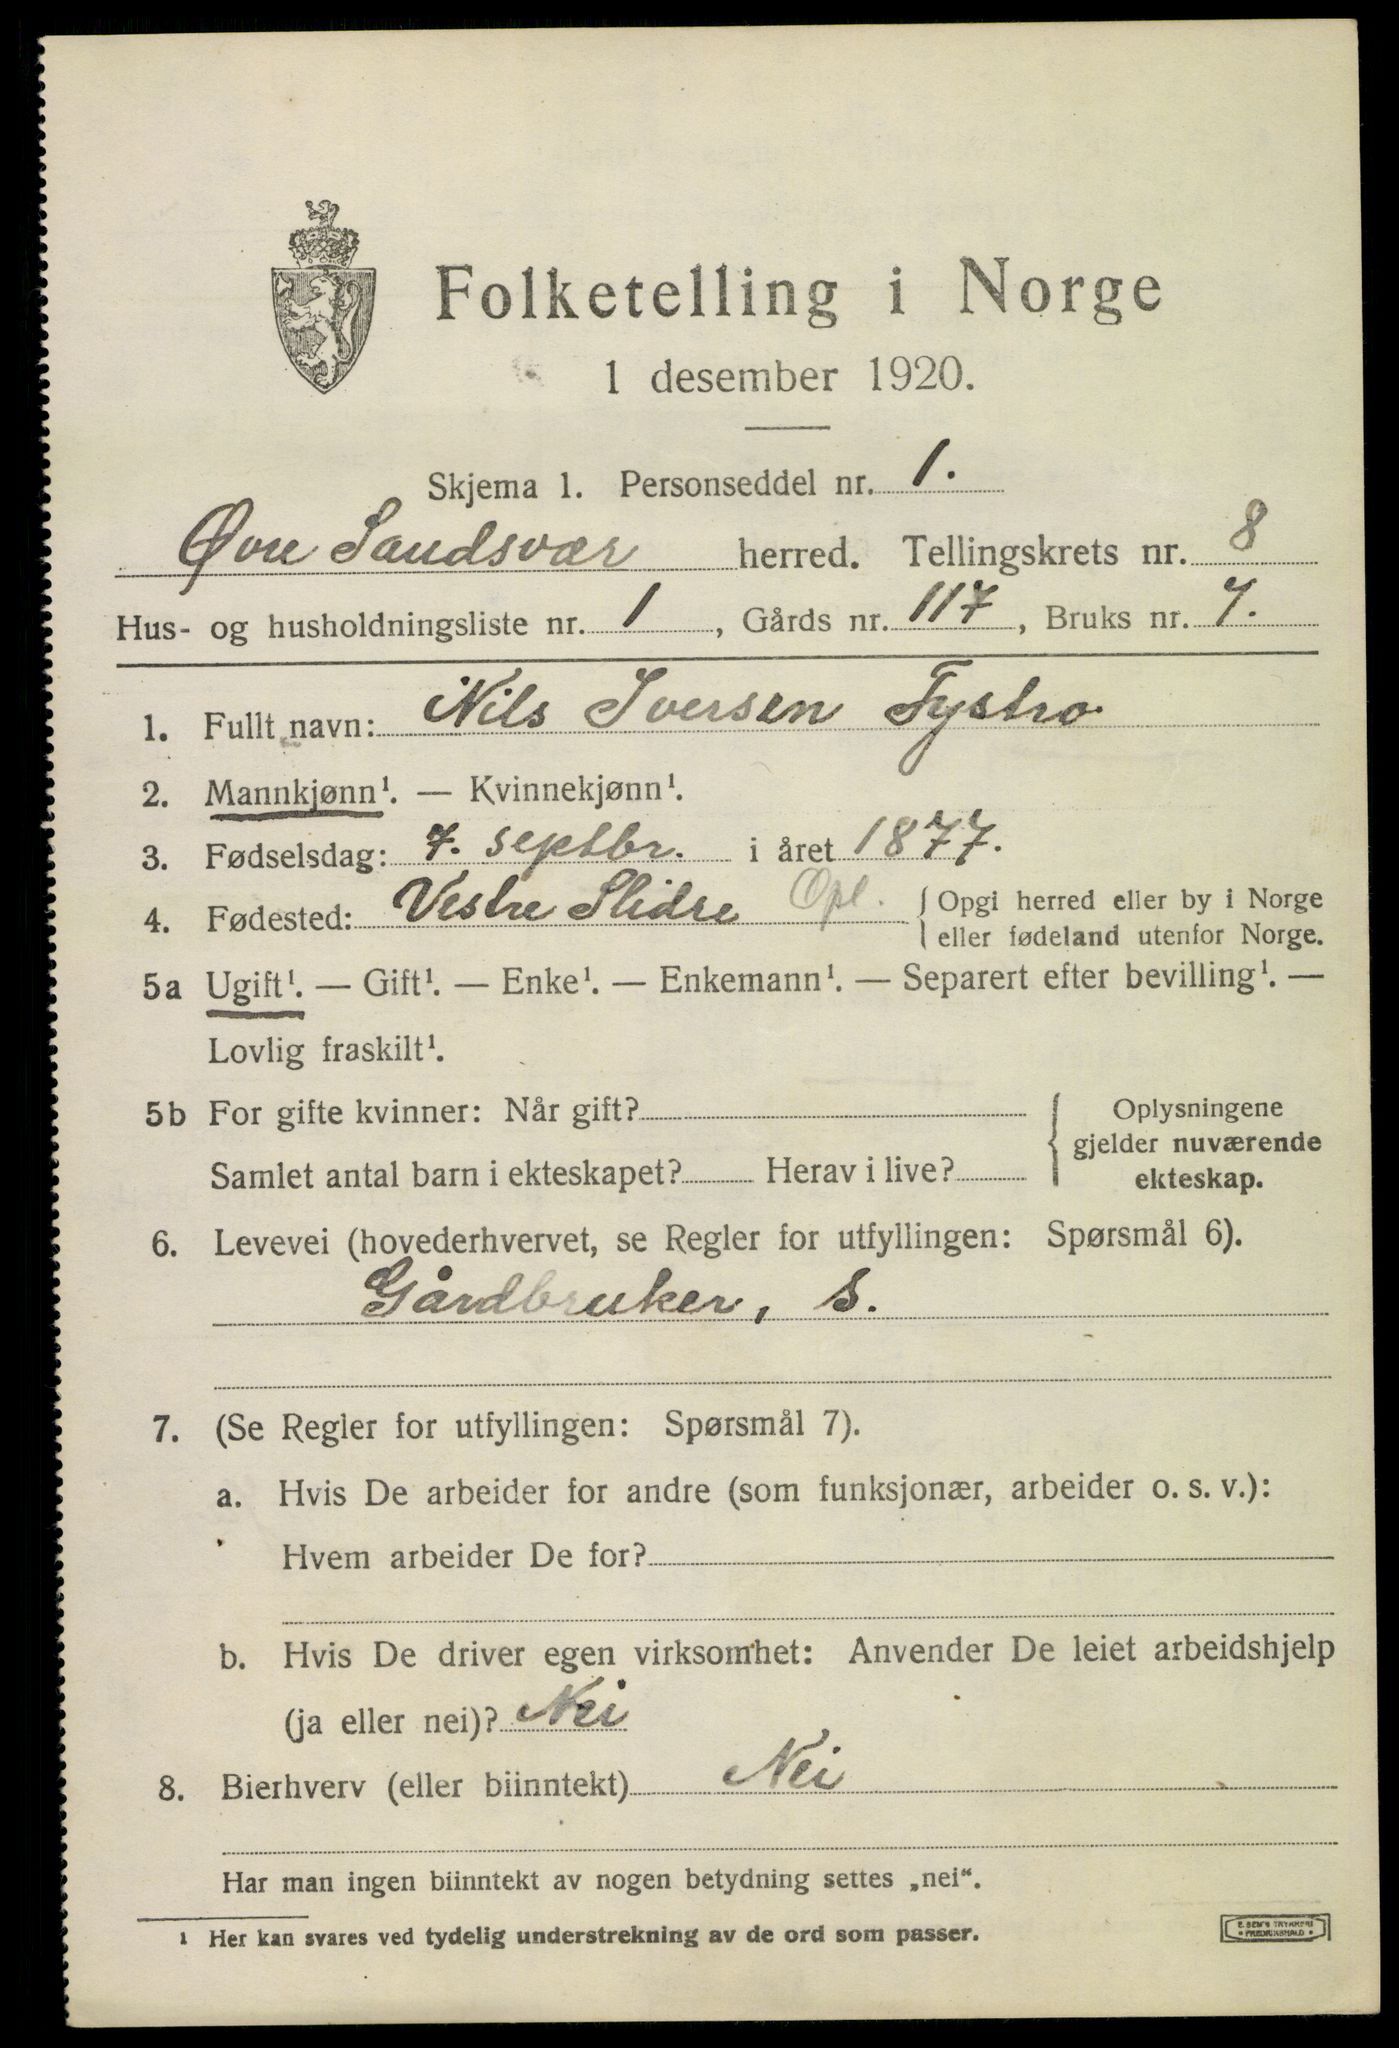 Folketelling i Norge
1 desember 1920.
Skjema 1. Personseddel nr. 1.
Øvre Sandsvær herred. Tellingskrets nr. 8
Hus- og husholdningsliste nr. 1, Gårds nr. 117, Bruks nr. 7.
1. Fullt navn: Nils Iversen Fystro
2. Mannkjønn¹. — Kvinnekjønn¹.
3. Fødselsdag: 7. septbr. i året 1877.
4. Fødested: Vestre Slidre Opl. { Opgi herred eller by i Norge
eller fødeland utenfor Norge.
5a Ugift¹. — Gift¹. — Enke¹. — Enkemann¹. — Separert efter bevilling¹. —
Lovlig fraskilt¹.
5b For gifte kvinner: Når gift? { Oplysningene
gjelder nuværende
Samlet antal barn i ekteskapet? Herav i live? ekteskap.
6. Levevei (hovederhvervet, se Regler for utfyllingen: Spørsmål 6).
Gårdbruker, s.
7. (Se Regler for utfyllingen: Spørsmål 7).
a. Hvis De arbeider for andre (som funksjonær, arbeider o. s. v.):
Hvem arbeider De for?
b. Hvis De driver egen virksomhet: Anvender De leiet arbeidshjelp
(ja eller nei)? Nei
8. Bierhverv (eller biinntekt) Nei
Har man ingen biinntekt av nogen betydning settes „nei“.
¹ Her kan svares ved tydelig understrekning av de ord som passer.